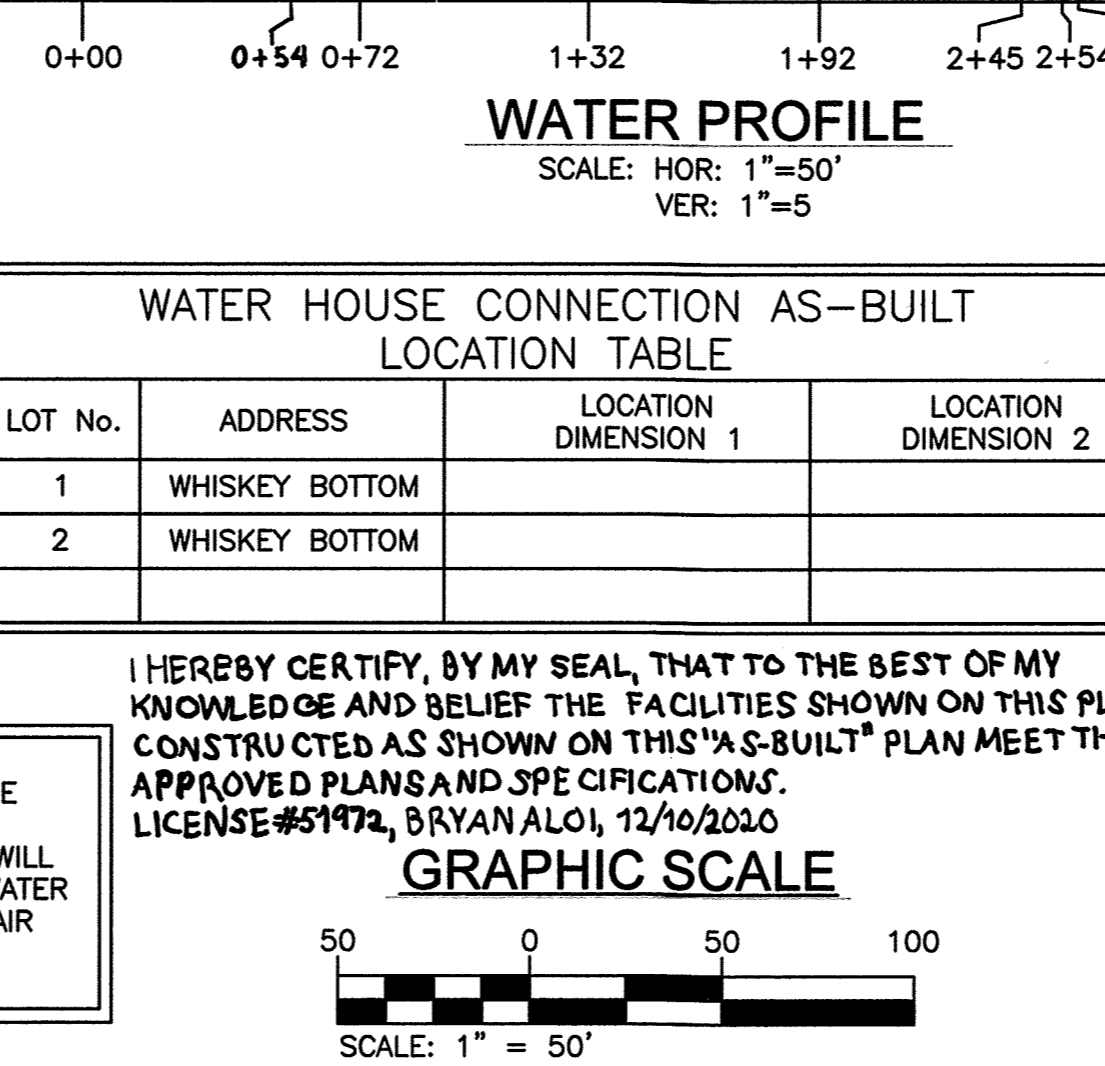 0+00 0+54 0+72 1+32 1+92 2+45 2+54
WATER PROFILE
SCALE: HOR: 1"=50'
VER: 1"=5
WATER HOUSE CONNECTION AS-BUILT
LOCATION TABLE
LOT No. ADDRESS LOCATION DIMENSION 1 LOCATION DIMENSION 2
1 WHISKEY BOTTOM
2 WHISKEY BOTTOM
I HEREBY CERTIFY, BY MY SEAL, THAT TO THE BEST OF MY
KNOWLEDGE AND BELIEF THE FACILITIES SHOWN ON THIS PL
CONSTRUCTED AS SHOWN ON THIS "AS-BUILT" PLAN MEET TH
APPROVED PLANS AND SPECIFICATIONS.
LICENSE #51972, BRYAN ALOI, 12/10/2020
E
WILL
ATER
AIR
GRAPHIC SCALE
50 0 50 100
SCALE: 1" = 50'